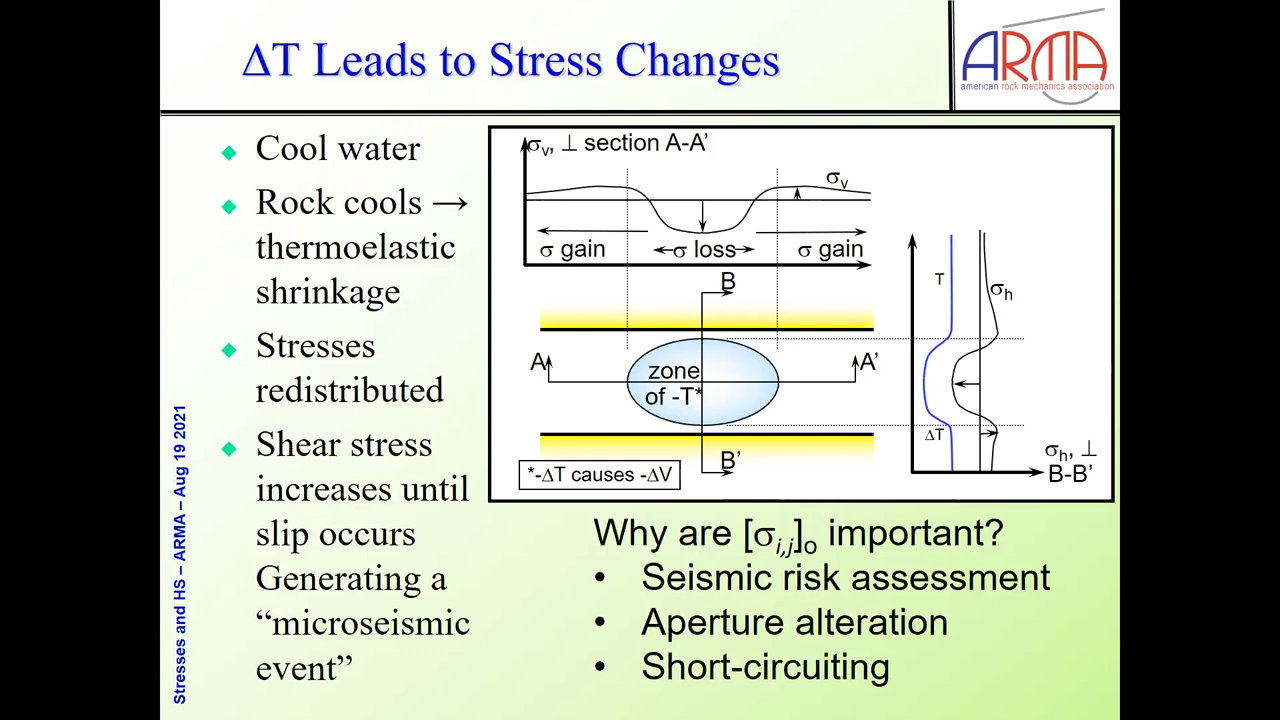 ΔT Leads to Stress Changes
ARMA
american rock mechanics association
Cool water
Rock cools →
thermoelastic
shrinkage
Stresses
redistributed
Shear stress
increases until
slip occurs
Generating a
“microseismic
event”
Stresses and HS – ARMA – Aug 19 2021
σv, ⊥ section A-A’
σv
σ gain
σ loss
σ gain
B
A
A’
zone
of -T*
B’
*-ΔT causes -ΔV
T
σh
ΔT
σh, ⊥
B-B’
Why are [σi,j]o important?
• Seismic risk assessment
• Aperture alteration
• Short-circuiting